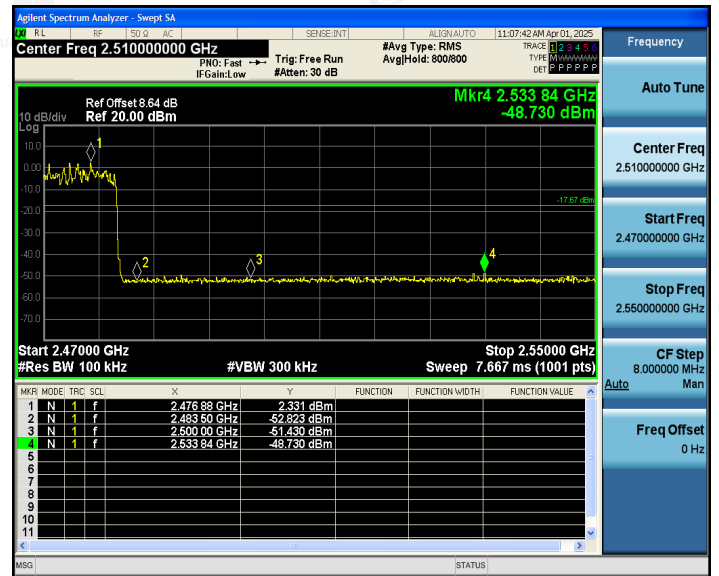 Agilent Spectrum Analyzer - Swept SA
LXI RL RF 50 Ω AC SENSE:INT ALIGNAUTO 11:07:42 AM Apr 01, 2025
Center Freq 2.510000000 GHz #Avg Type: RMS TRACE 1 2 3 4 5 6
PNO: Fast Trig: Free Run Avg|Hold: 800/800 TYPE M WWWWW
IFGain:Low #Atten: 30 dB DET P P P P P P
Mkr4 2.533 84 GHz
Ref Offset 8.64 dB
-48.730 dBm
10 dB/div Ref 20.00 dBm
Log
10.0
0.00
-10.0
-20.0
-30.0
-40.0
-50.0
-60.0
-70.0
1
2
3
4
-17.67 dBm
Start 2.47000 GHz Stop 2.55000 GHz
#Res BW 100 kHz #VBW 300 kHz Sweep 7.667 ms (1001 pts)
MKR MODE TRC SCL X Y FUNCTION FUNCTION WIDTH FUNCTION VALUE
1 N 1 f 2.476 88 GHz 2.331 dBm
2 N 1 f 2.483 50 GHz -52.823 dBm
3 N 1 f 2.500 00 GHz -51.430 dBm
4 N 1 f 2.533 84 GHz -48.730 dBm
5
6
7
8
9
10
11
MSG STATUS
Frequency
Auto Tune
Center Freq
2.510000000 GHz
Start Freq
2.470000000 GHz
Stop Freq
2.550000000 GHz
CF Step
8.000000 MHz
Auto Man
Freq Offset
0 Hz